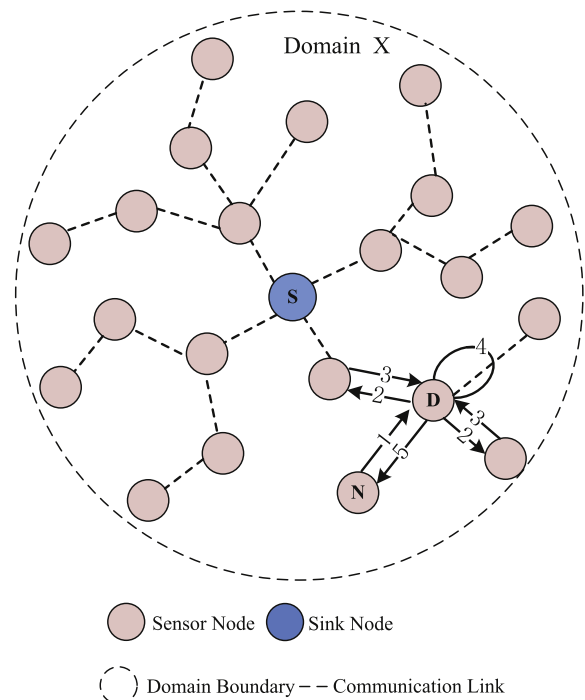 Domain X
S
4
3
2
D
3
2
1
5
N
Sensor Node
Sink Node
Domain Boundary
Communication Link